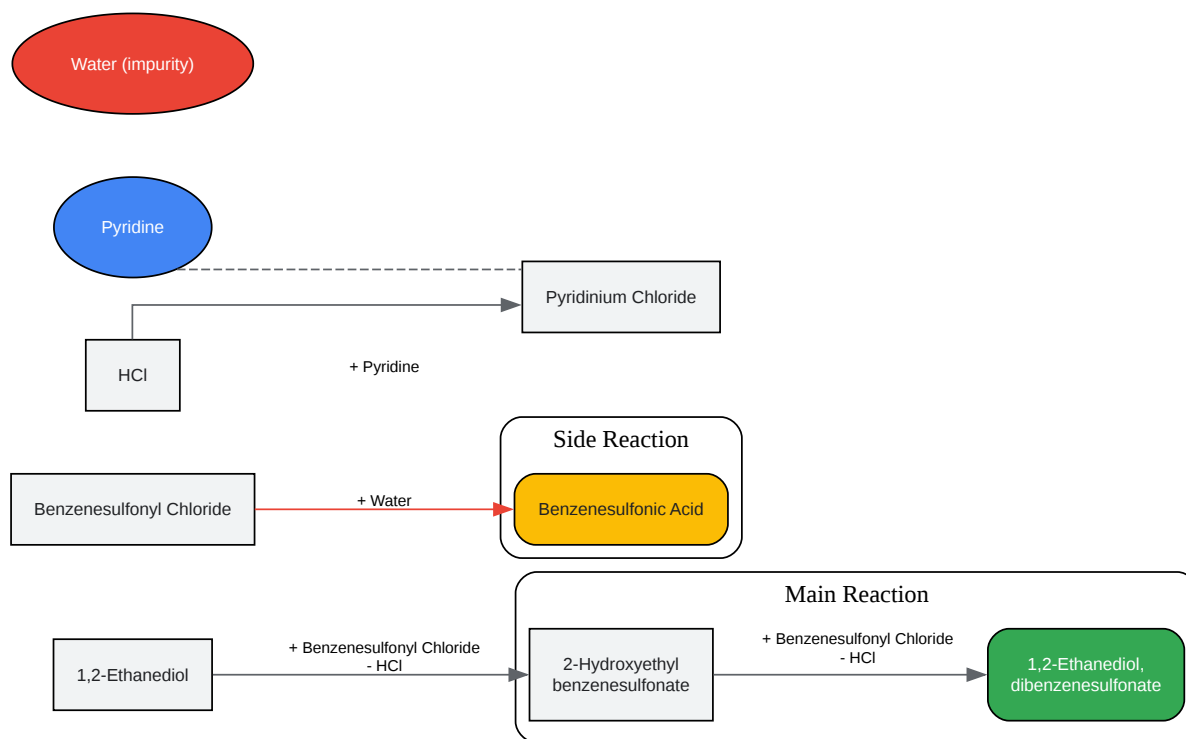 Water (impurity)
Pyridine
Pyridinium Chloride
HCl
+ Pyridine
Side Reaction
Benzenesulfonyl Chloride
+ Water
Benzenesulfonic Acid
Main Reaction
1,2-Ethanediol
+ Benzenesulfonyl Chloride
- HCl
2-Hydroxyethyl
benzenesulfonate
+ Benzenesulfonyl Chloride
- HCl
1,2-Ethanediol,
dibenzenesulfonate